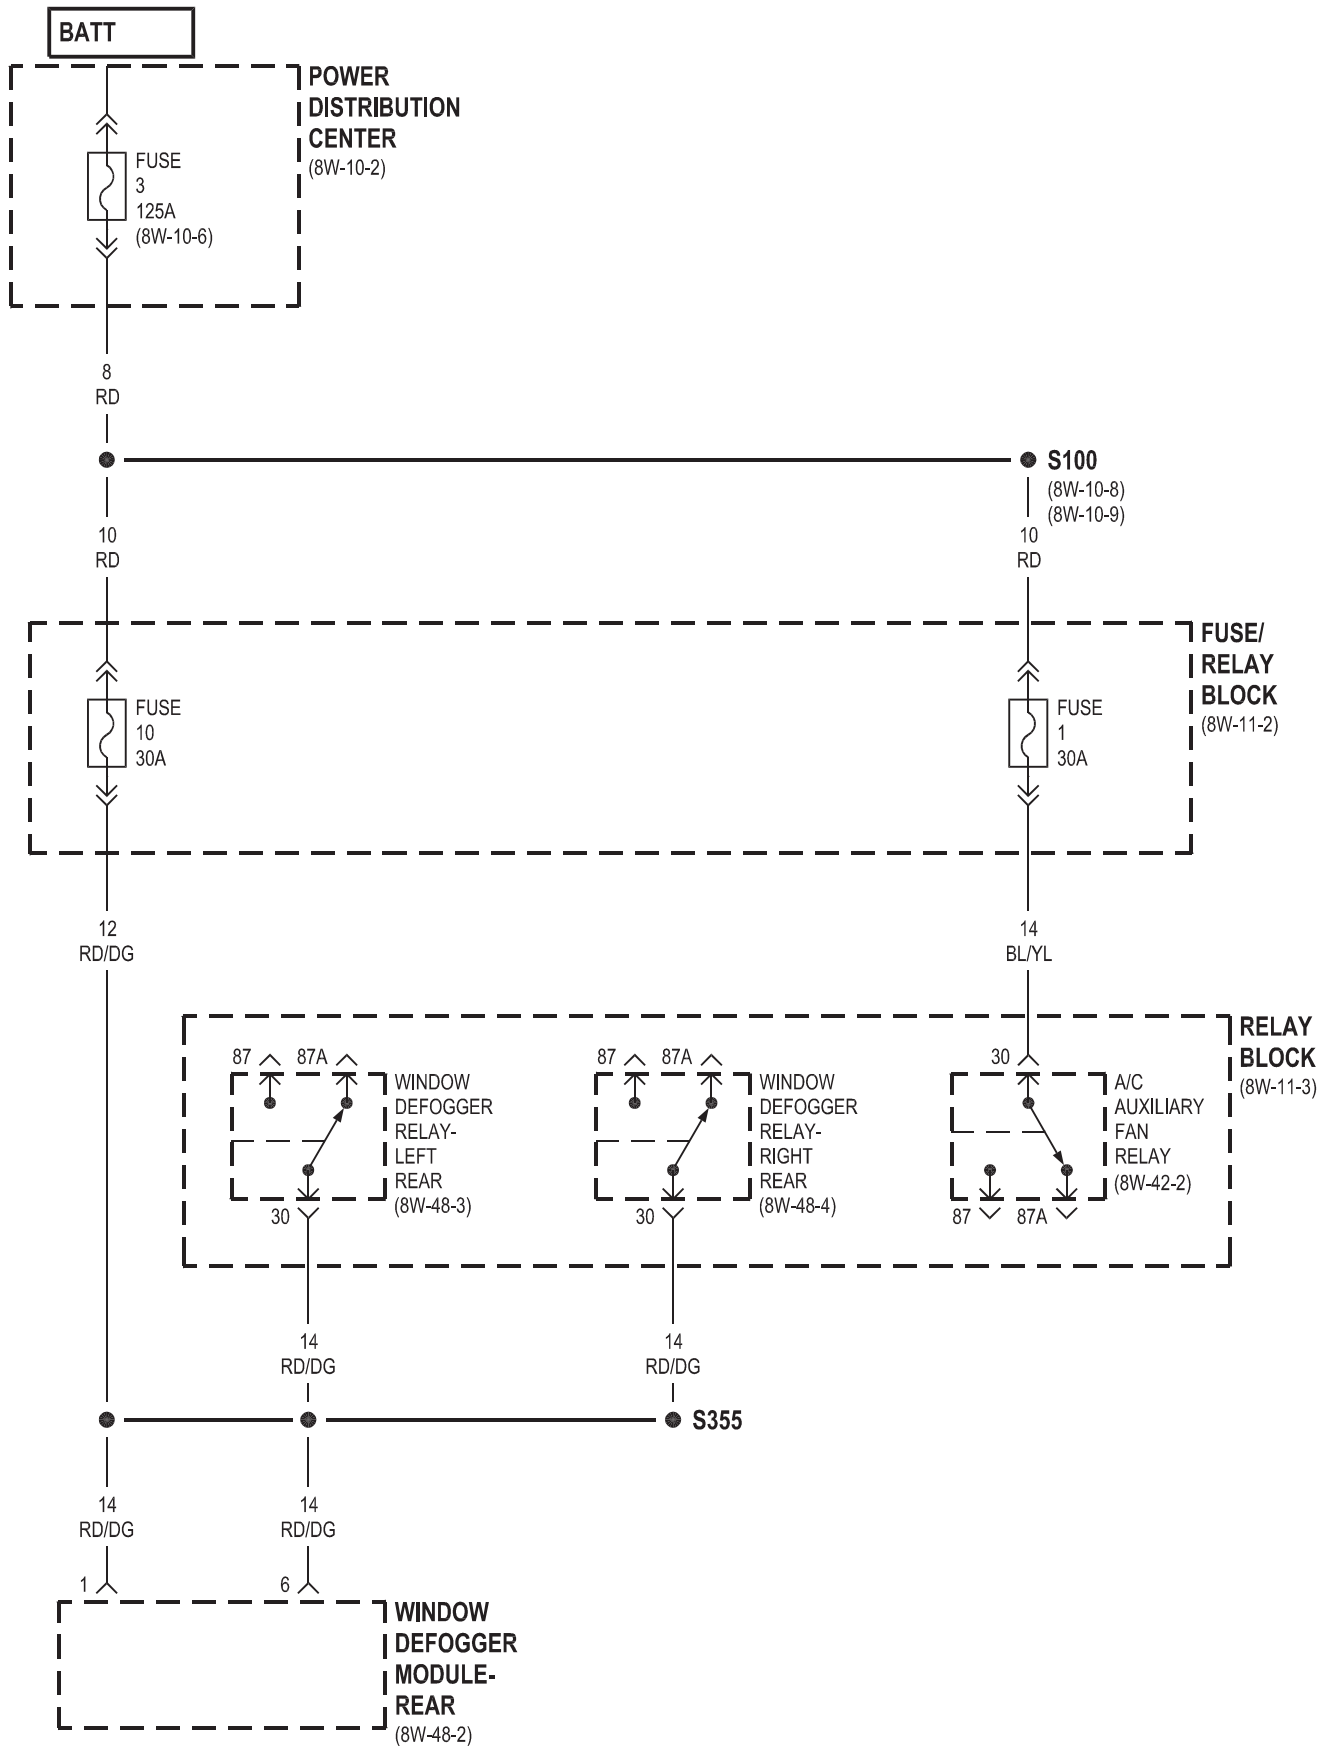 BATT
POWER
DISTRIBUTION
CENTER
(8W-10-2)
FUSE
3
125A
(8W-10-6)
8
RD
S100
(8W-10-8)
(8W-10-9)
10
RD
10
RD
FUSE/
RELAY
BLOCK
(8W-11-2)
FUSE
10
30A
FUSE
1
30A
12
RD/DG
14
BL/YL
RELAY
BLOCK
(8W-11-3)
87 87A
WINDOW
DEFOGGER
RELAY-
LEFT
REAR
(8W-48-3)
30
87 87A
WINDOW
DEFOGGER
RELAY-
RIGHT
REAR
(8W-48-4)
30
30
A/C
AUXILIARY
FAN
RELAY
(8W-42-2)
87 87A
14
RD/DG
14
RD/DG
S355
14
RD/DG
14
RD/DG
1
6
WINDOW
DEFOGGER
MODULE-
REAR
(8W-48-2)